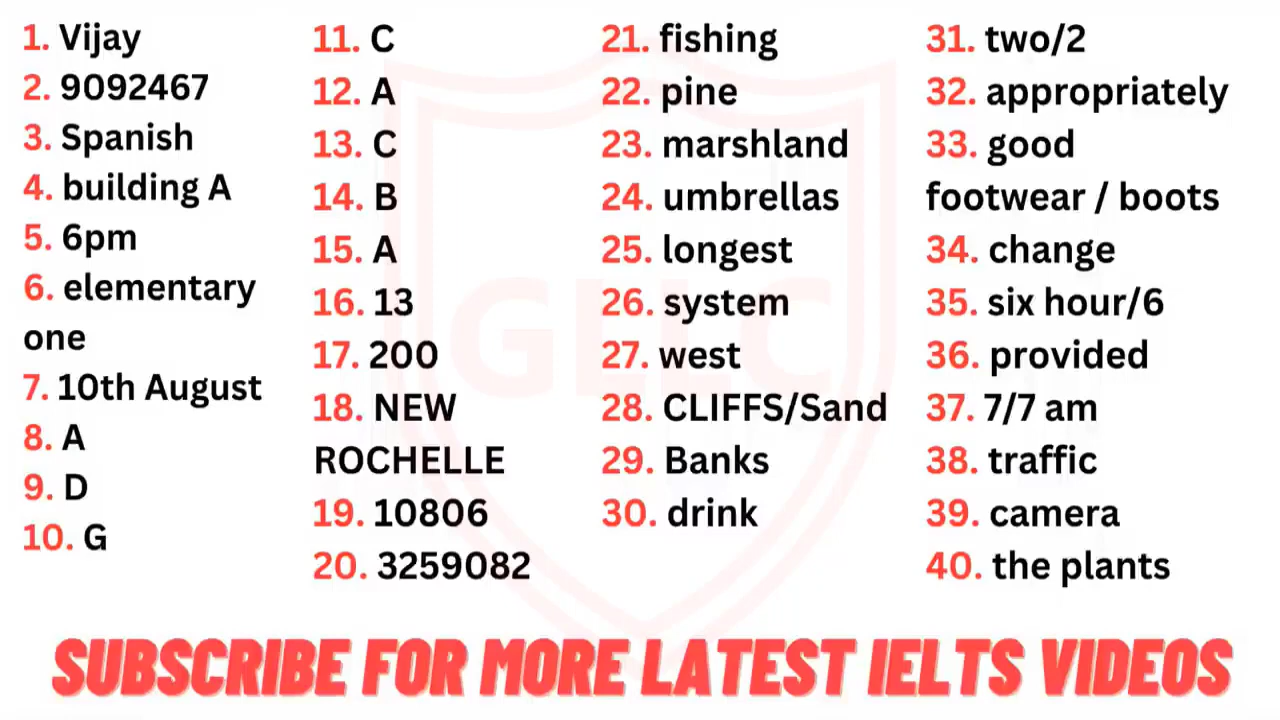 1. Vijay
2. 9092467
3. Spanish
4. building A
5. 6pm
6. elementary
one
7. 10th August
8. A
9. D
10. G
11. C
12. A
13. C
14. B
15. A
16. 13
17. 200
18. NEW
ROCHELLE
19. 10806
20. 3259082
21. fishing
22. pine
23. marshland
24. umbrellas
25. longest
26. system
27. west
28. CLIFFS/Sand
29. Banks
30. drink
31. two/2
32. appropriately
33. good
footwear / boots
34. change
35. six hour/6
36. provided
37. 7/7 am
38. traffic
39. camera
40. the plants
GELC
SUBSCRIBE FOR MORE LATEST IELTS VIDEOS